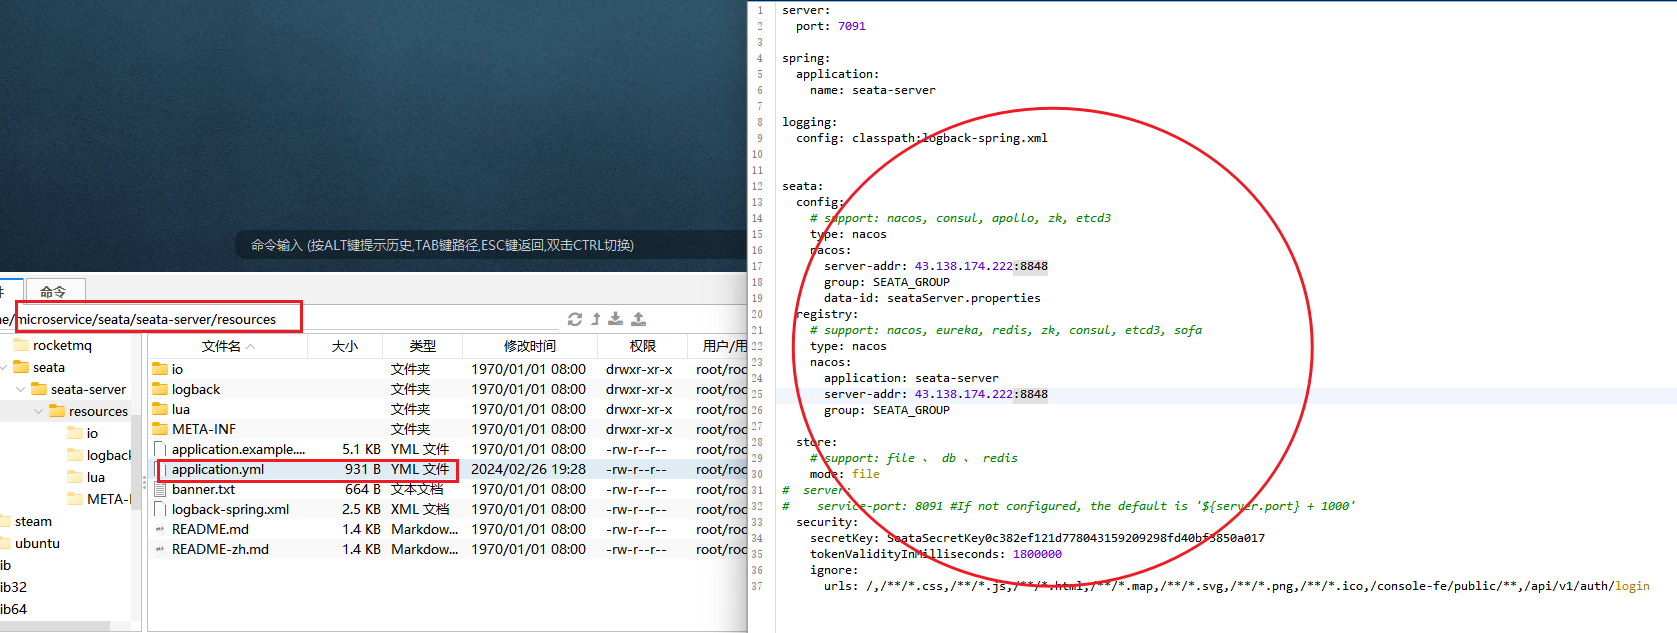 命令输入 (按ALT键提示历史,TAB键路径,ESC键返回,双击CTRL切换)
命令
ne/microservice/seata/seata-server/resources
rocketmq
seata
seata-server
resources
io
logback
lua
META-I
steam
ubuntu
ib
ib32
ib64
文件名 大小 类型 修改时间 权限 用户/用
io 文件夹 1970/01/01 08:00 drwxr-xr-x root/roc
logback 文件夹 1970/01/01 08:00 drwxr-xr-x root/roc
lua 文件夹 1970/01/01 08:00 drwxr-xr-x root/roc
META-INF 文件夹 1970/01/01 08:00 drwxr-xr-x root/roc
application.example.... 5.1 KB YML 文件 1970/01/01 08:00 -rw-r--r-- root/roc
application.yml 931 B YML 文件 2024/02/26 19:28 -rw-r--r-- root/roc
banner.txt 664 B 文本文档 1970/01/01 08:00 -rw-r--r-- root/roc
logback-spring.xml 2.5 KB XML 文档 1970/01/01 08:00 -rw-r--r-- root/roc
README.md 1.4 KB Markdow... 1970/01/01 08:00 -rw-r--r-- root/roc
README-zh.md 1.4 KB Markdow... 1970/01/01 08:00 -rw-r--r-- root/roc
1 server:
2 port: 7091
3
4 spring:
5 application:
6 name: seata-server
7
8 logging:
9 config: classpath:logback-spring.xml
10
11
12 seata:
13 config:
14 # support: nacos, consul, apollo, zk, etcd3
15 type: nacos
16 nacos:
17 server-addr: 43.138.174.222:8848
18 group: SEATA_GROUP
19 data-id: seataServer.properties
20 registry:
21 # support: nacos, eureka, redis, zk, consul, etcd3, sofa
22 type: nacos
23 nacos:
24 application: seata-server
25 server-addr: 43.138.174.222:8848
26 group: SEATA_GROUP
27
28 store:
29 # support: file 、 db 、 redis
30 mode: file
31 # server:
32 # service-port: 8091 #If not configured, the default is '${server.port} + 1000'
33 security:
34 secretKey: SeataSecretKey0c382ef121d778043159209298fd40bf3850a017
35 tokenValidityInMilliseconds: 1800000
36 ignore:
37 urls: /,/**/*.css,/**/*.js,/**/*.html,/**/*.map,/**/*.svg,/**/*.png,/**/*.ico,/console-fe/public/**,/api/v1/auth/login